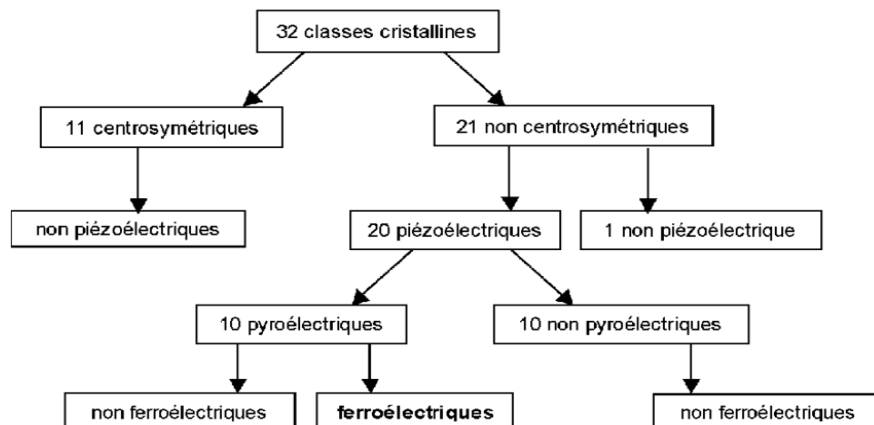 32 classes cristallines
11 centrosymétriques
21 non centrosymétriques
non piézoélectriques
20 piézoélectriques
1 non piézoélectrique
10 pyroélectriques
10 non pyroélectriques
non ferroélectriques
ferroélectriques
non ferroélectriques